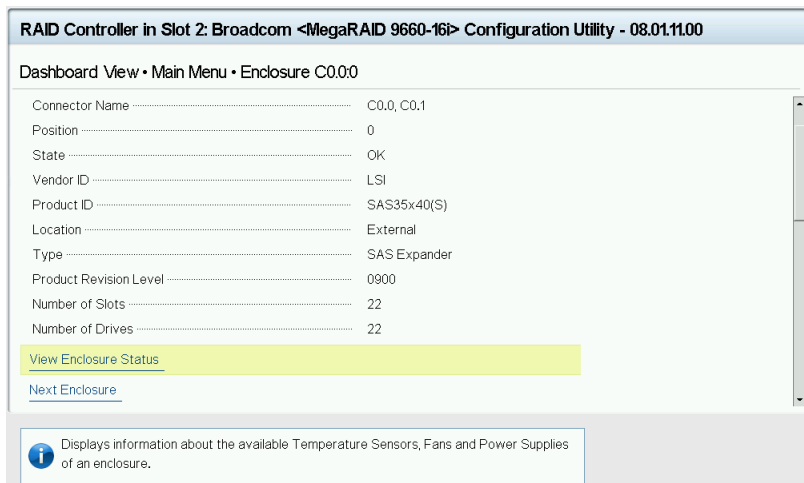 RAID Controller in Slot 2: Broadcom <MegaRAID 9660-16i> Configuration Utility - 08.01.11.00
Dashboard View • Main Menu • Enclosure C0.0:0
Connector Name C0.0, C0.1
Position 0
State OK
Vendor ID LSI
Product ID SAS35x40(S)
Location External
Type SAS Expander
Product Revision Level 0900
Number of Slots 22
Number of Drives 22
View Enclosure Status
Next Enclosure
Displays information about the available Temperature Sensors, Fans and Power Supplies
of an enclosure.